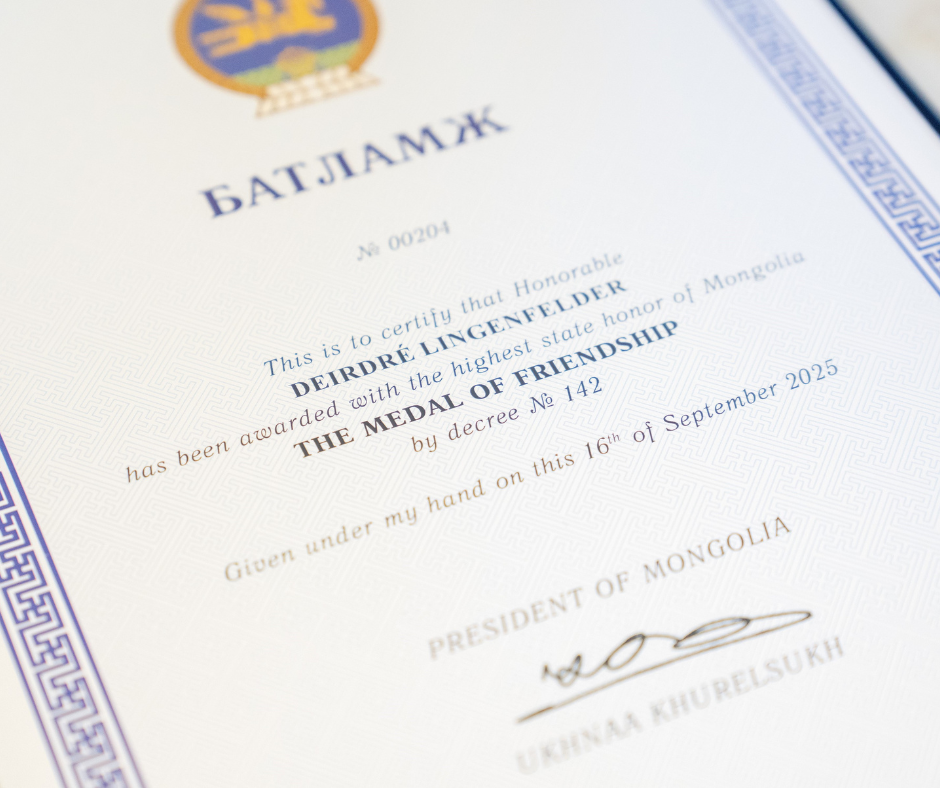 БАТЛАМЖ
№ 00204
This is to certify that Honorable
DEIRDRÉ LINGENFELDER
has been awarded with the highest state honor of Mongolia
THE MEDAL OF FRIENDSHIP
by decree № 142
Given under my hand on this 16th of September 2025
PRESIDENT OF MONGOLIA
UKHNAA KHURELSUKH